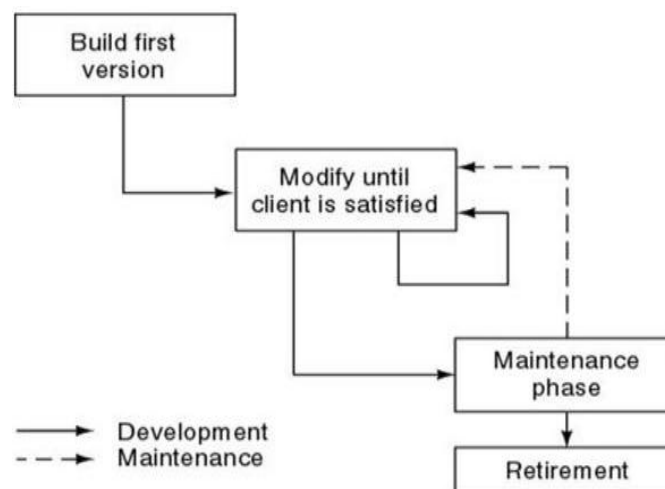 Build first
version
Modify until
client is satisfied
Maintenance
phase
Development
Maintenance
Retirement